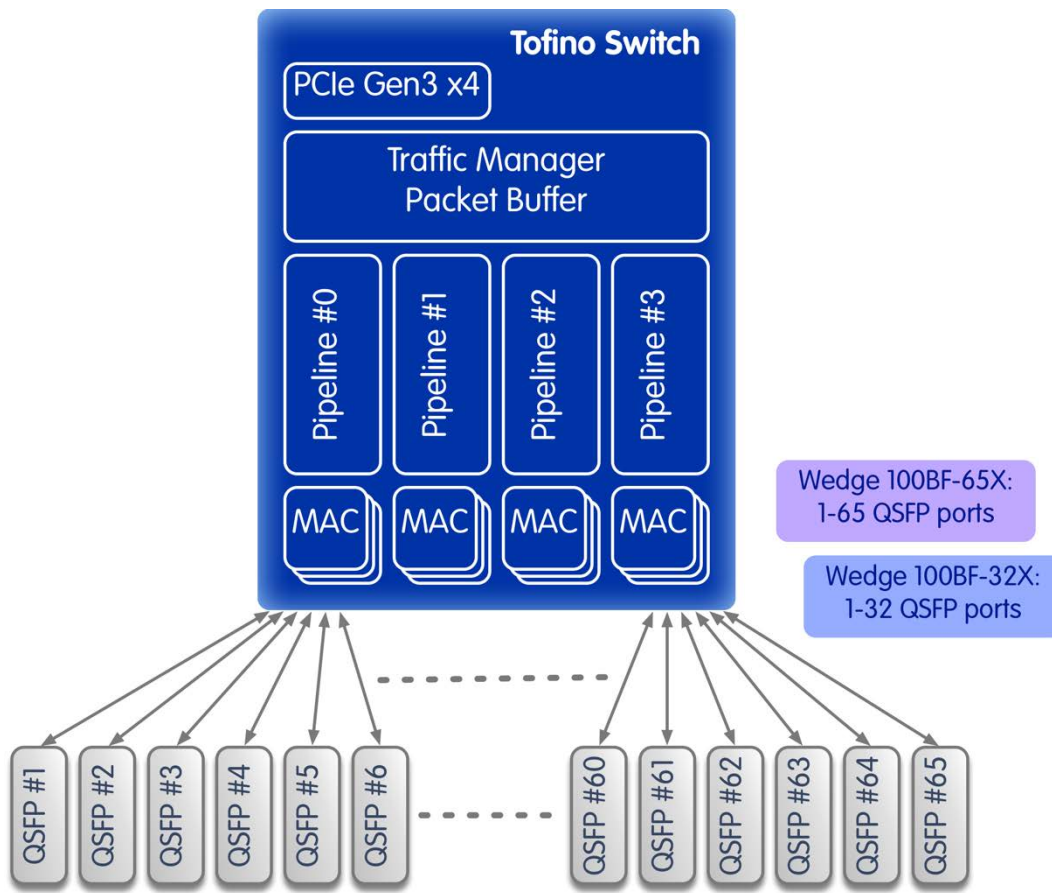 Tofino Switch
PCIe Gen3 x4
Traffic Manager
Packet Buffer
Pipeline #0
Pipeline #1
Pipeline #2
Pipeline #3
MAC
MAC
MAC
MAC
Wedge 100BF-65X:
1-65 QSFP ports
Wedge 100BF-32X:
1-32 QSFP ports
QSFP #1
QSFP #2
QSFP #3
QSFP #4
QSFP #5
QSFP #6
QSFP #60
QSFP #61
QSFP #62
QSFP #63
QSFP #64
QSFP #65